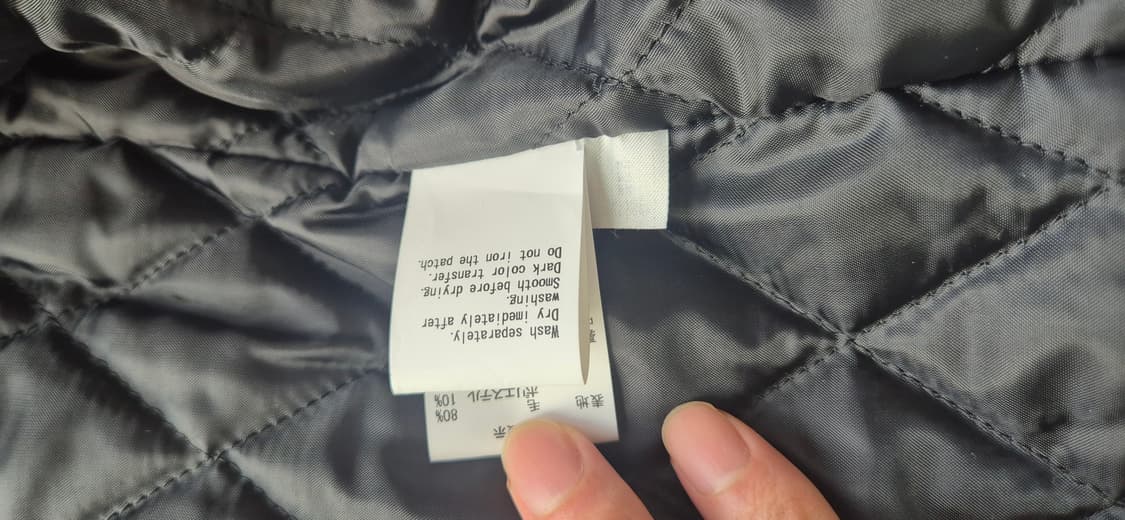 示
表地 毛 80%
ポリエステル 10%
Wash separately.
Dry imediately after
washing.
Smooth before drying.
Dark color transfer.
Do not iron the patch.